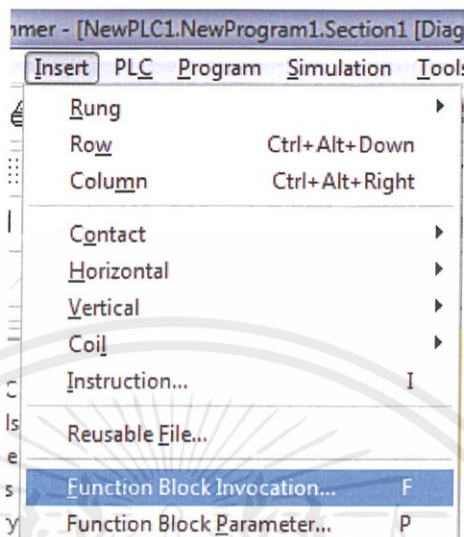 mer - [NewPLC1.NewProgram1.Section1 [Diag
Insert PLC Program Simulation Tools
Rung
Row Ctrl+Alt+Down
Column Ctrl+Alt+Right
Contact
Horizontal
Vertical
Coil
Instruction... I
Reusable File...
Function Block Invocation... F
Function Block Parameter... P